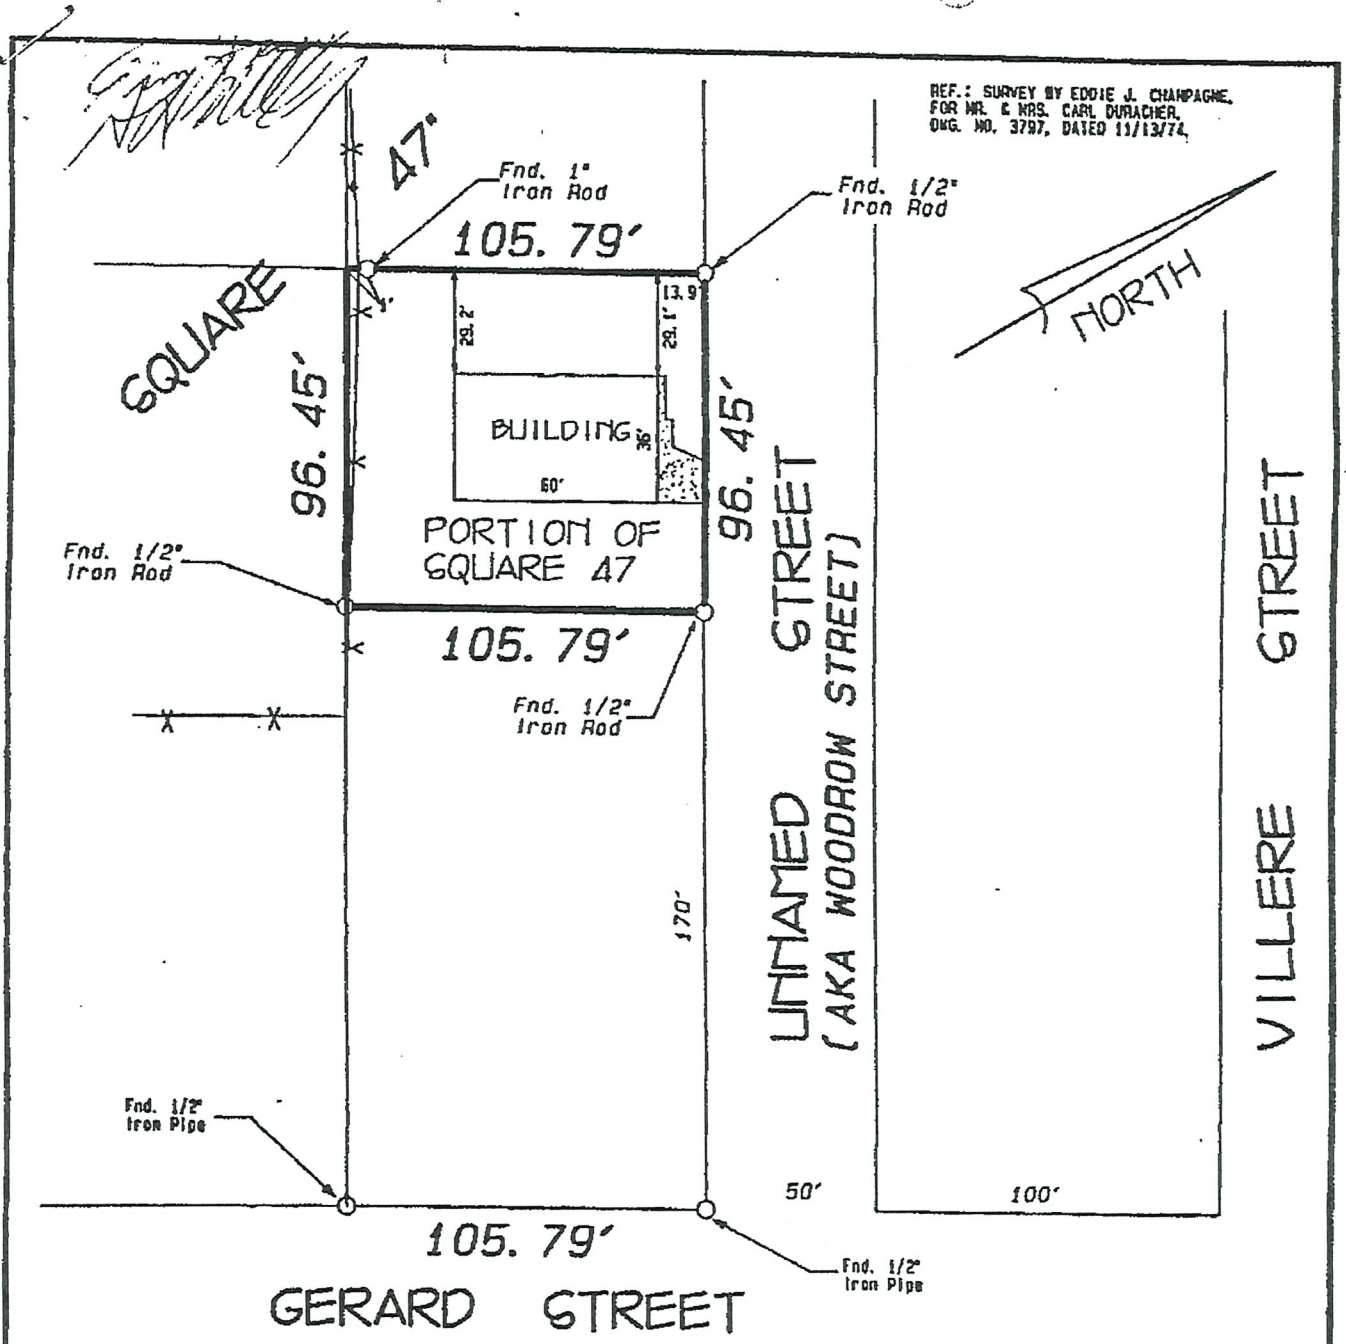 REF.: SURVEY BY EDDIE J. CHAMPAGNE,
FOR MR. & MRS. CARL DURACHER,
DWG. NO. 3797, DATED 11/13/74,
SQUARE 47'
Fnd. 1"
Iron Rod
Fnd. 1/2"
Iron Rod
105.79'
NORTH
13.9'
1'
29.2'
29.1'
96.45'
BUILDING
36'
60'
96.45'
PORTION OF
SQUARE 47
Fnd. 1/2"
Iron Rod
105.79'
Fnd. 1/2"
Iron Rod
UNNAMED STREET
(AKA WOODROW STREET)
VILLERE STREET
170'
Fnd. 1/2"
Iron Pipe
50'
100'
105.79'
Fnd. 1/2"
Iron Pipe
GERARD STREET